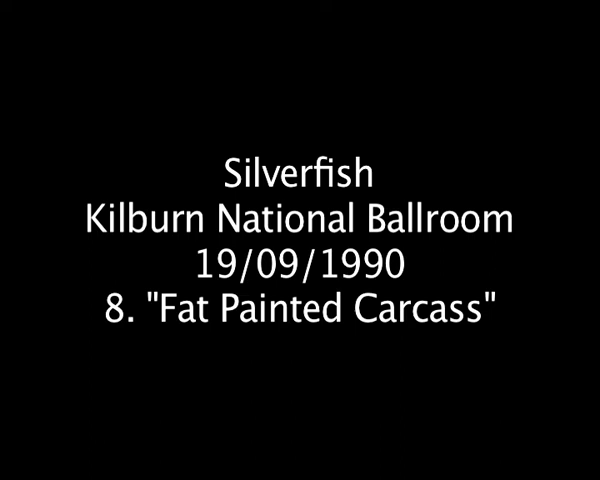 Silverfish
Kilburn National Ballroom
19/09/1990
8. "Fat Painted Carcass"